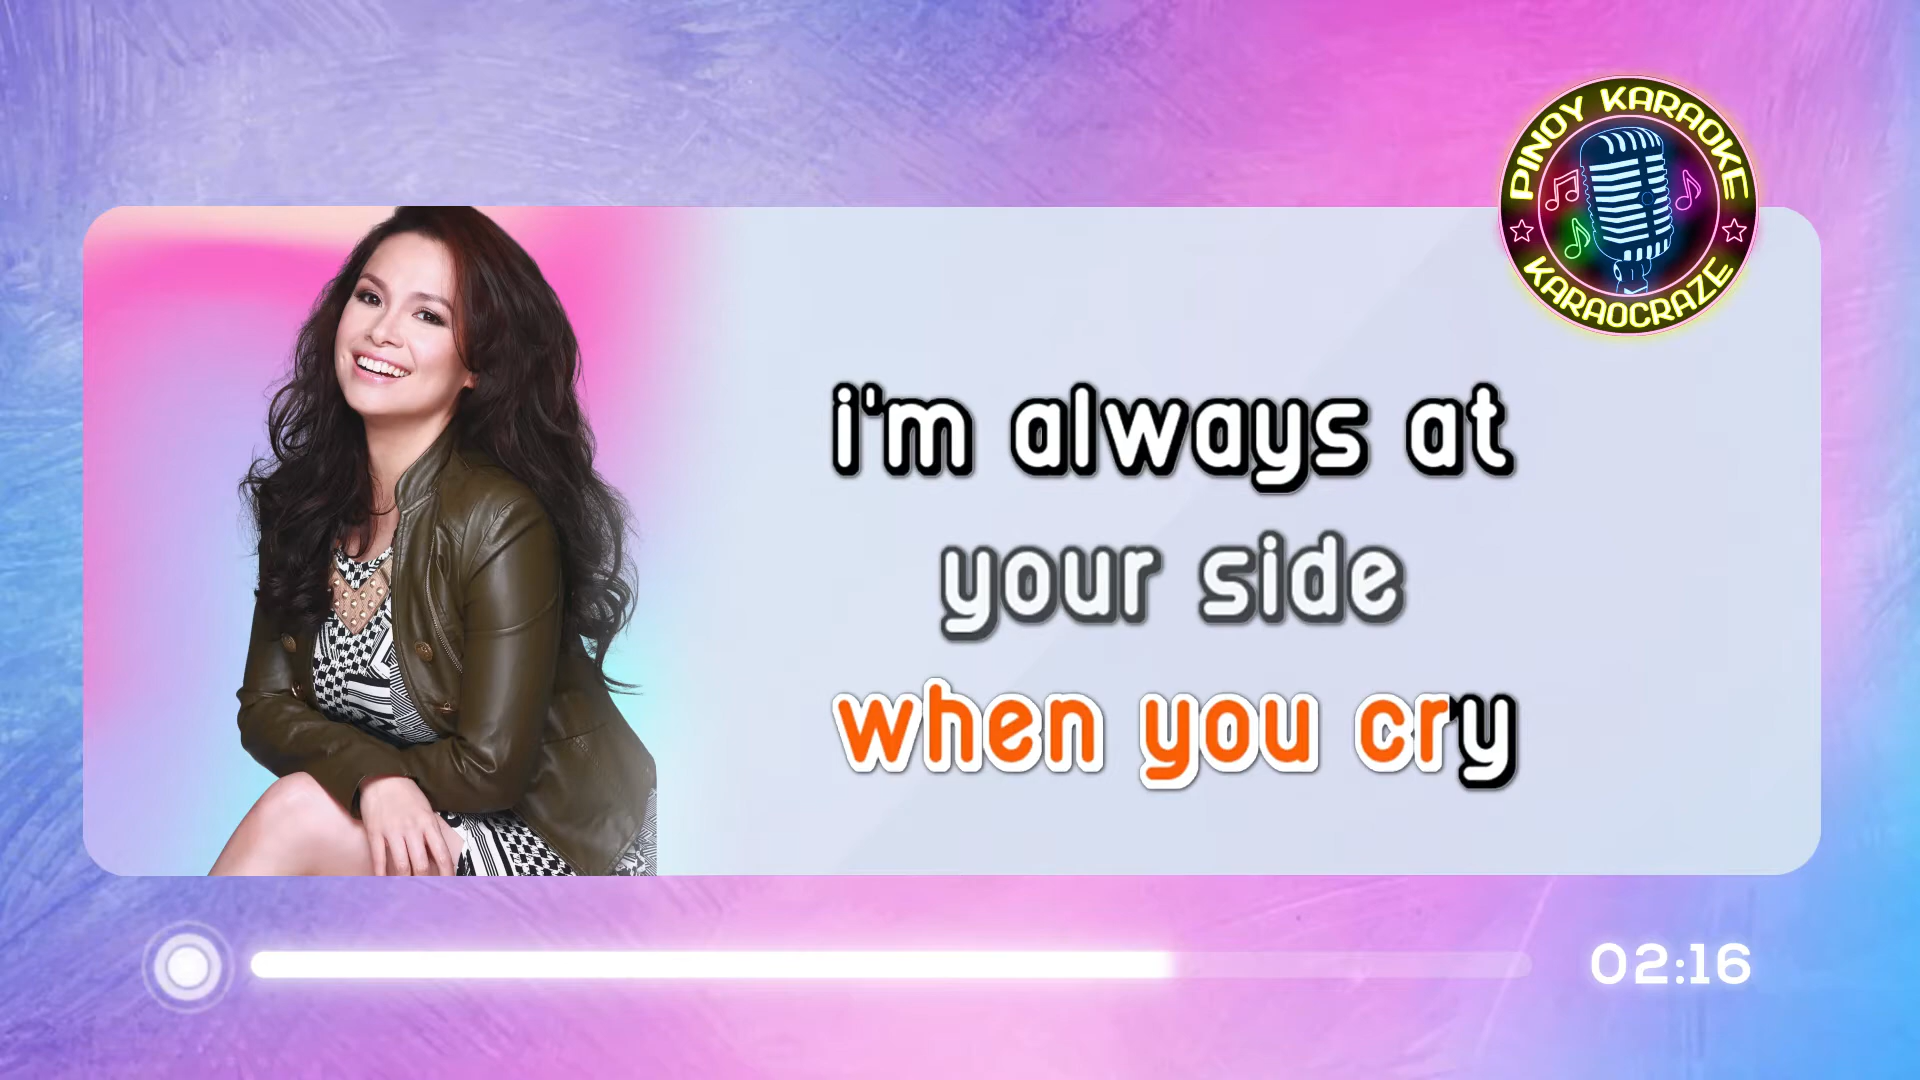 PINOY KARAOKE
KARAOCRAZE
i'm always at
your side
when you cry
02:16